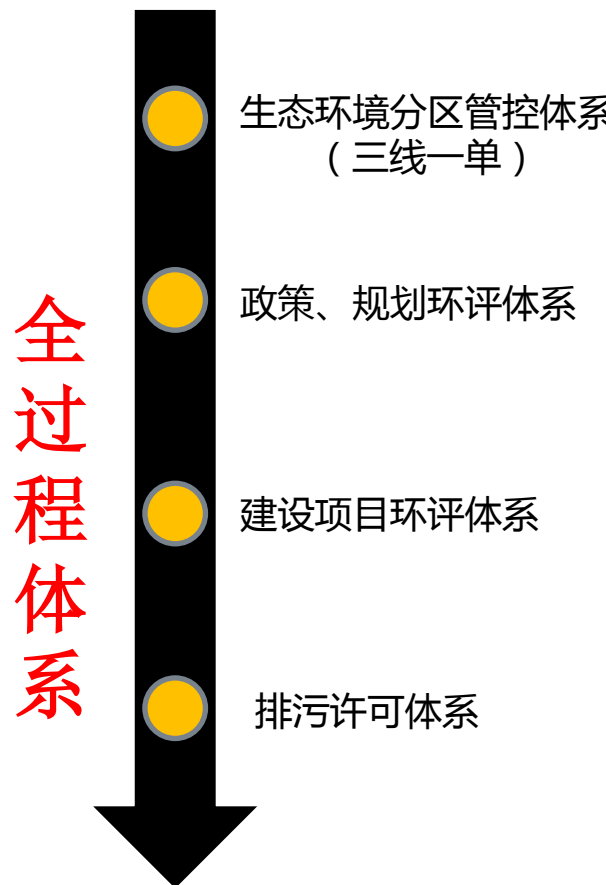 全过程体系
生态环境分区管控体系
（三线一单）
政策、规划环评体系
建设项目环评体系
排污许可体系